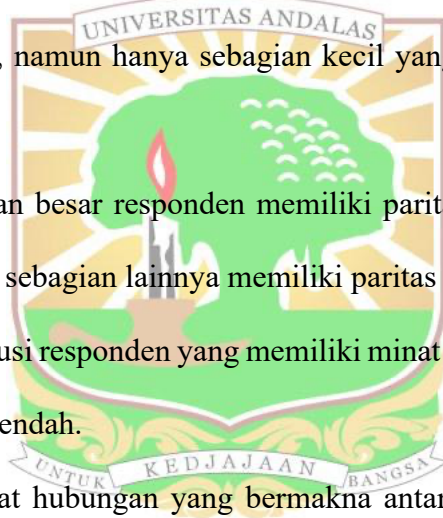 UNIVERSITAS ANDALAS
, namun hanya sebagian kecil yang
an besar responden memiliki parit
sebagian lainnya memiliki paritas
usi responden yang memiliki minat
endah.
UNTUK KEDJAJAAN BANGSA
at hubungan yang bermakna antar